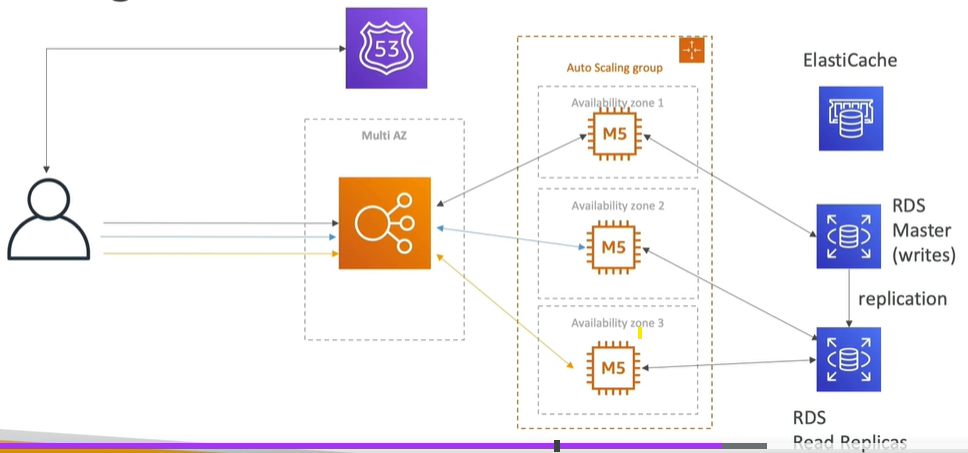 53
Multi AZ
Auto Scaling group
Availability zone 1
M5
Availability zone 2
M5
Availability zone 3
M5
ElastiCache
RDS
Master
(writes)
replication
RDS
Read Replicas